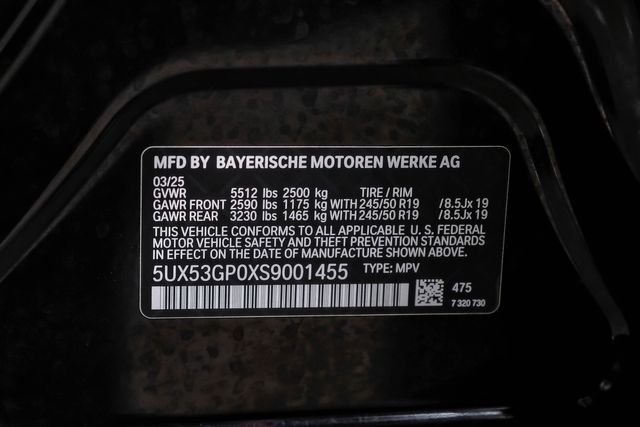 MFD BY BAYERISCHE MOTOREN WERKE AG
03/25
GVWR 5512 lbs 2500 kg TIRE / RIM
GAWR FRONT 2590 lbs 1175 kg WITH 245/50 R19 /8.5Jx 19
GAWR REAR 3230 lbs 1465 kg WITH 245/50 R19 /8.5Jx 19
THIS VEHICLE CONFORMS TO ALL APPLICABLE U. S. FEDERAL
MOTOR VEHICLE SAFETY AND THEFT PREVENTION STANDARDS
IN EFFECT ON THE DATE OF MANUFACTURE SHOWN ABOVE.
5UX53GP0XS9001455 TYPE: MPV
475
7 320 730